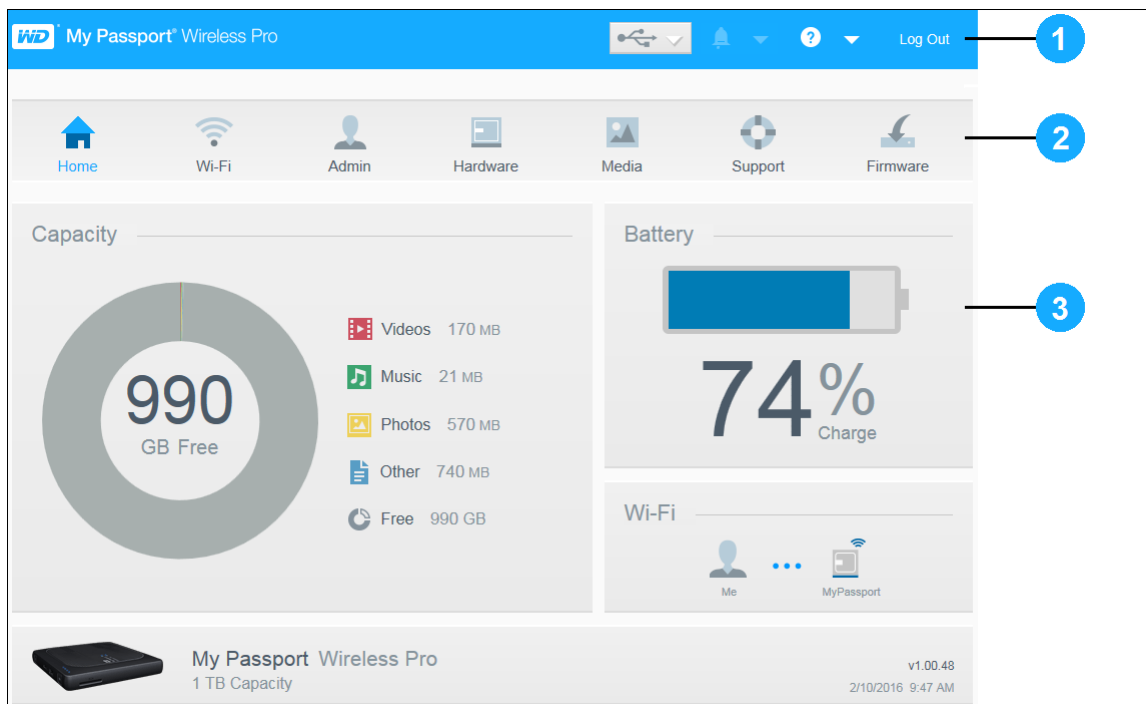 WD My Passport® Wireless Pro
? Log Out
1
Home Wi-Fi Admin Hardware Media Support Firmware
2
Capacity
990
GB Free
Videos 170 MB
Music 21 MB
Photos 570 MB
Other 740 MB
Free 990 GB
Battery
74%
Charge
3
Wi-Fi
Me MyPassport
My Passport Wireless Pro
1 TB Capacity
v1.00.48
2/10/2016 9:47 AM